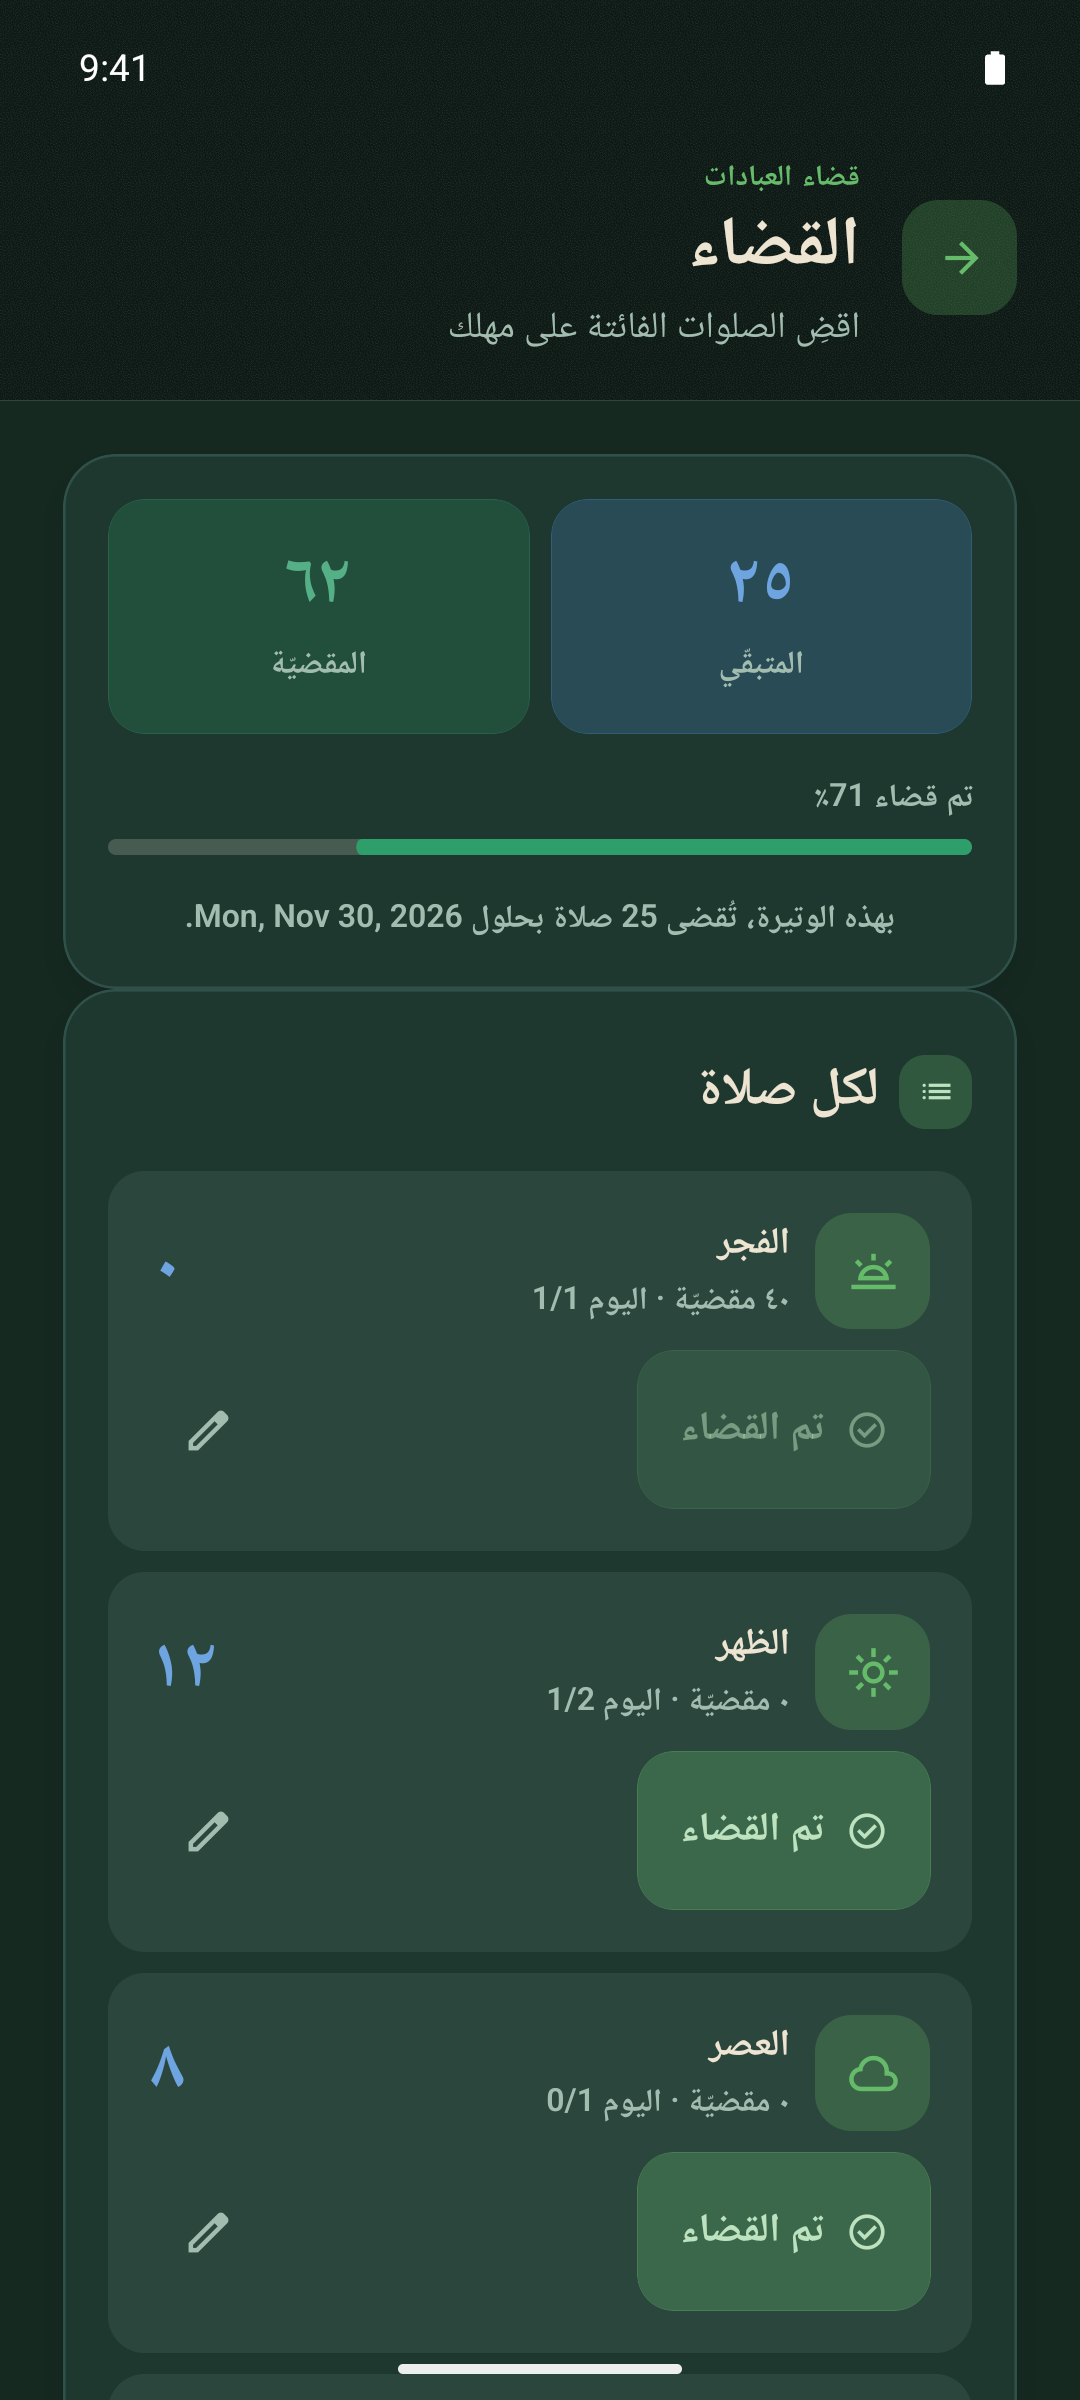 9:41
قضاء العبادات
القضاء
اقضِ الصلوات الفائتة على مهلك
٢٥
المتبقّي
٦٢
المقضيّة
تم قضاء 71٪
بهذه الوتيرة، تُقضى 25 صلاة بحلول Mon, Nov 30, 2026.
لكل صلاة
الفجر
٤٠ مقضيّة · اليوم 1/1
٠
تم القضاء
الظهر
٠ مقضيّة · اليوم 1/2
١٢
تم القضاء
العصر
٠ مقضيّة · اليوم 0/1
٨
تم القضاء